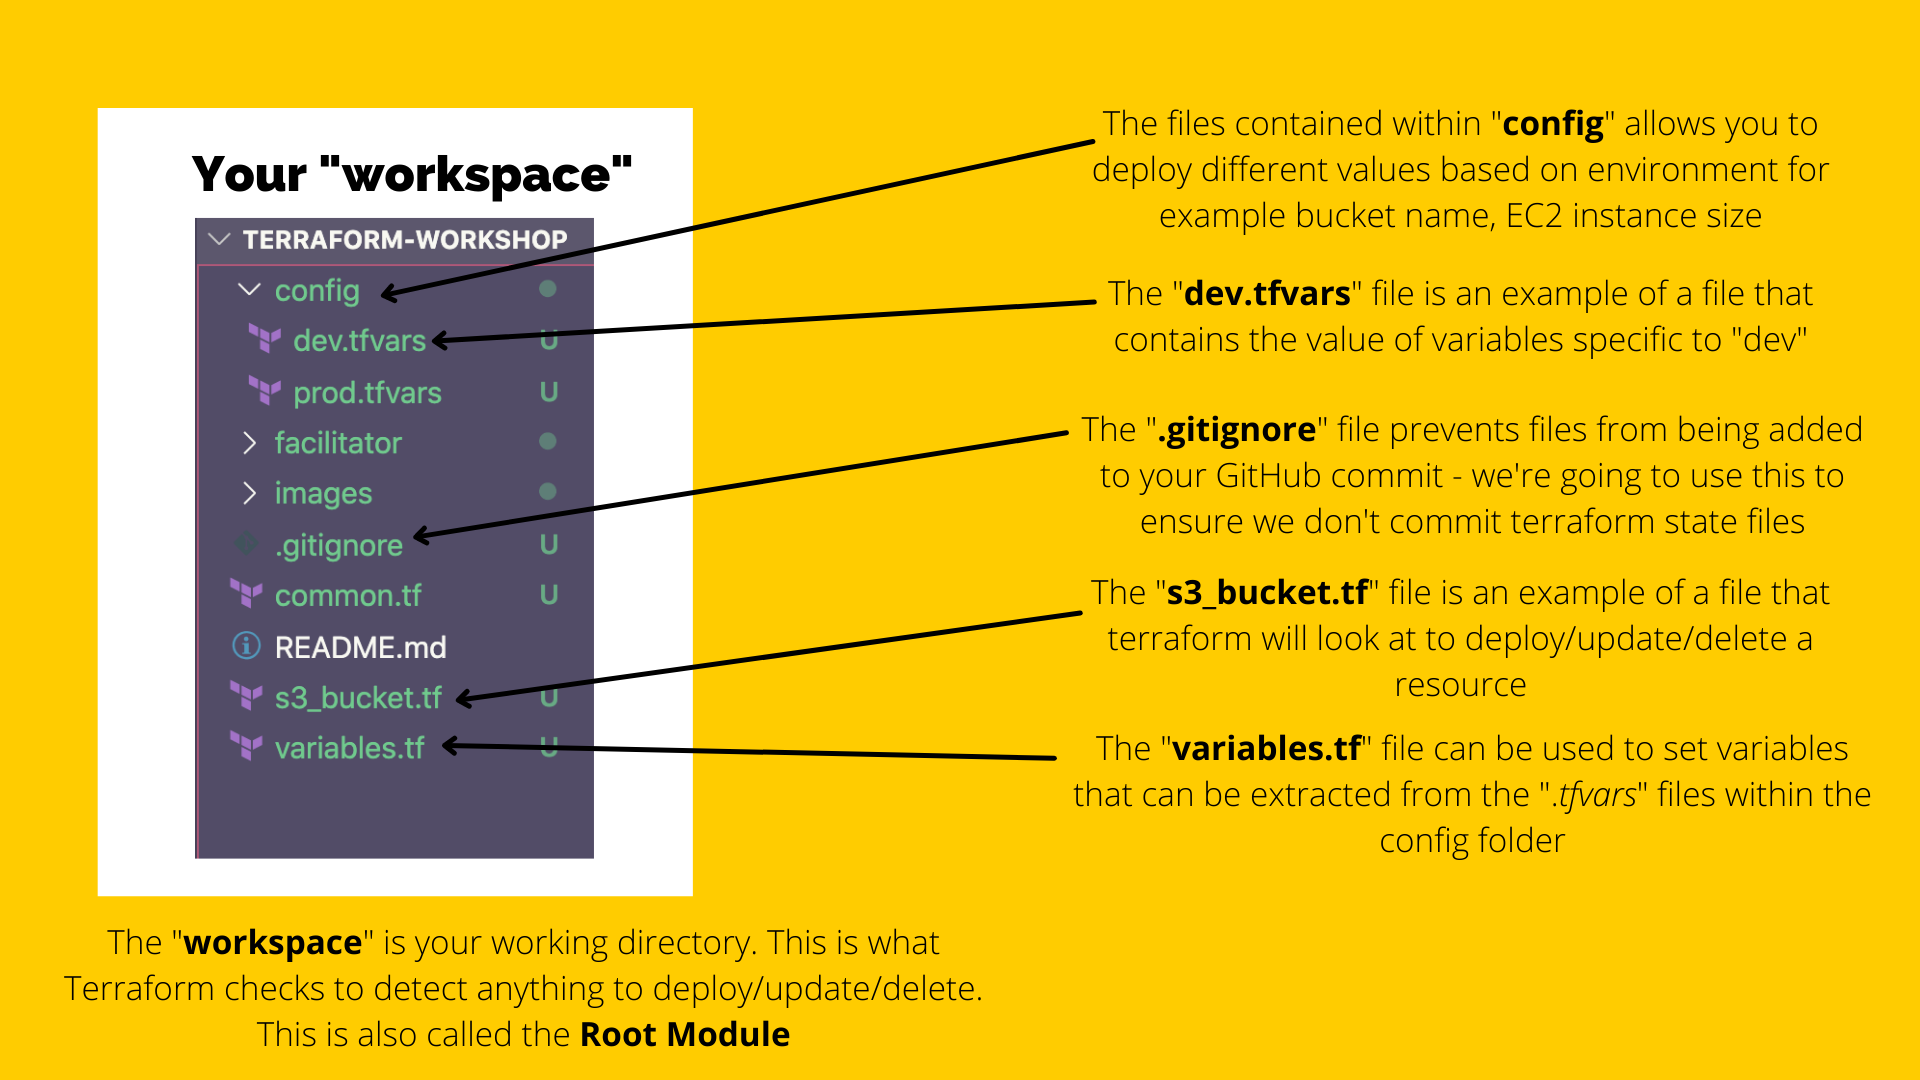 Your "workspace"
TERRAFORM-WORKSHOP
config
dev.tfvars U
prod.tfvars U
facilitator
images
.gitignore U
common.tf U
README.md
s3_bucket.tf U
variables.tf U
The "workspace" is your working directory. This is what
Terraform checks to detect anything to deploy/update/delete.
This is also called the Root Module
The files contained within "config" allows you to
deploy different values based on environment for
example bucket name, EC2 instance size
The "dev.tfvars" file is an example of a file that
contains the value of variables specific to "dev"
The ".gitignore" file prevents files from being added
to your GitHub commit - we're going to use this to
ensure we don't commit terraform state files
The "s3_bucket.tf" file is an example of a file that
terraform will look at to deploy/update/delete a
resource
The "variables.tf" file can be used to set variables
that can be extracted from the ".tfvars" files within the
config folder